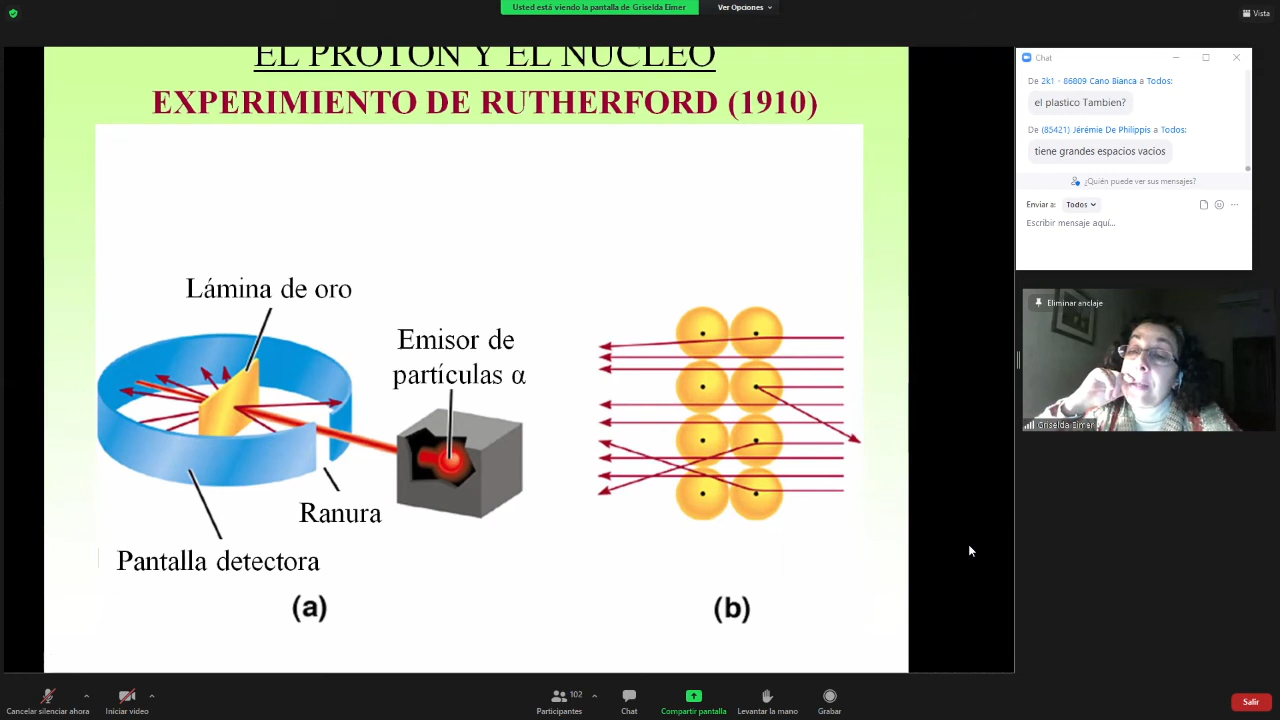 Usted está viendo la pantalla de Griselda Eimer
Ver Opciones
Vista
EL PROTON Y EL NUCLEO
EXPERIMIENTO DE RUTHERFORD (1910)
Lámina de oro
Emisor de
partículas α
Ranura
Pantalla detectora
(a)
(b)
Chat
De 2k1 - 86809 Cano Bianca a Todos:
el plastico Tambien?
De (85421) Jérémie De Philippis a Todos:
tiene grandes espacios vacios
¿Quién puede ver sus mensajes?
Enviar a: Todos
Escribir mensaje aquí...
Eliminar anclaje
Griselda Eimer
Cancelar silenciar ahora
Iniciar video
102
Participantes
Chat
Compartir pantalla
Levantar la mano
Grabar
Salir